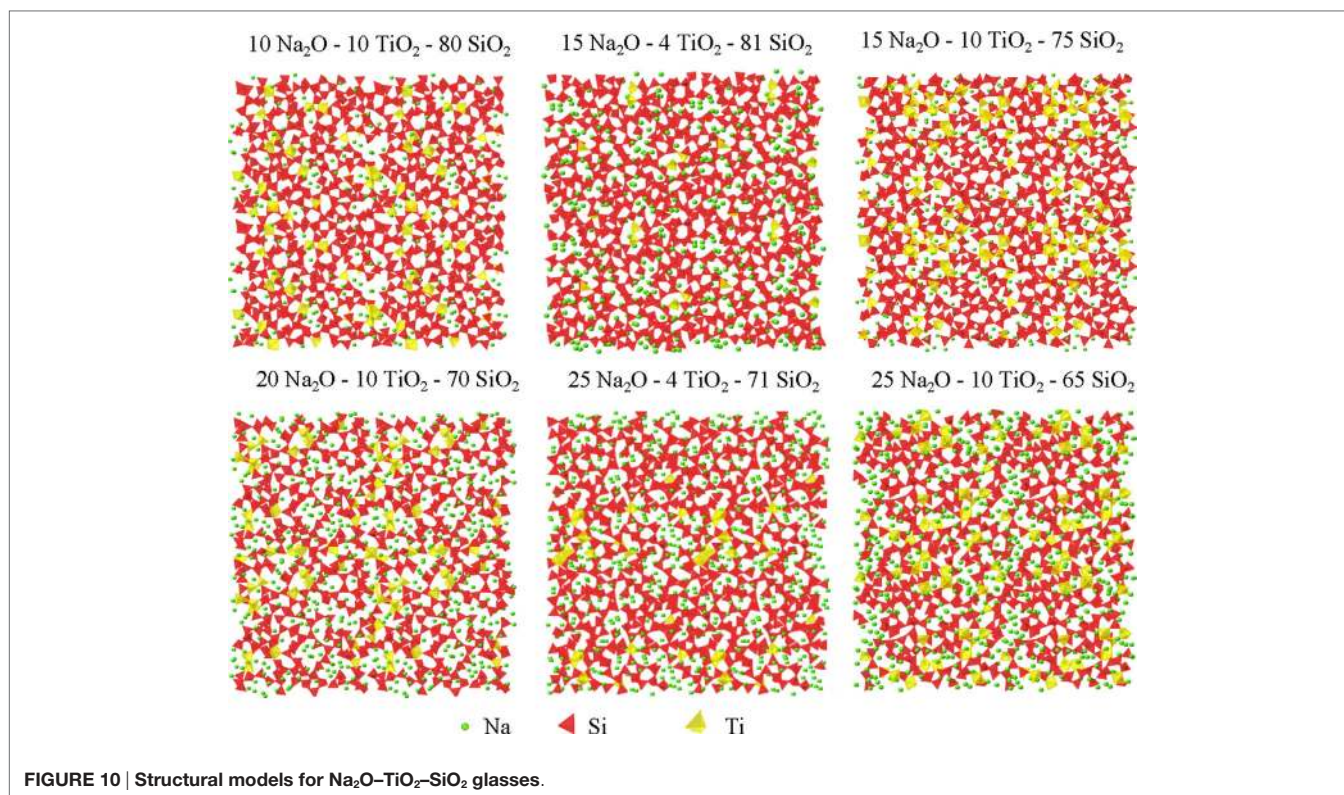 10 Na₂O - 10 TiO₂ - 80 SiO₂
15 Na₂O - 4 TiO₂ - 81 SiO₂
15 Na₂O - 10 TiO₂ - 75 SiO₂
20 Na₂O - 10 TiO₂ - 70 SiO₂
25 Na₂O - 4 TiO₂ - 71 SiO₂
25 Na₂O - 10 TiO₂ - 65 SiO₂
Na
Si
Ti
FIGURE 10 | Structural models for Na₂O–TiO₂–SiO₂ glasses.